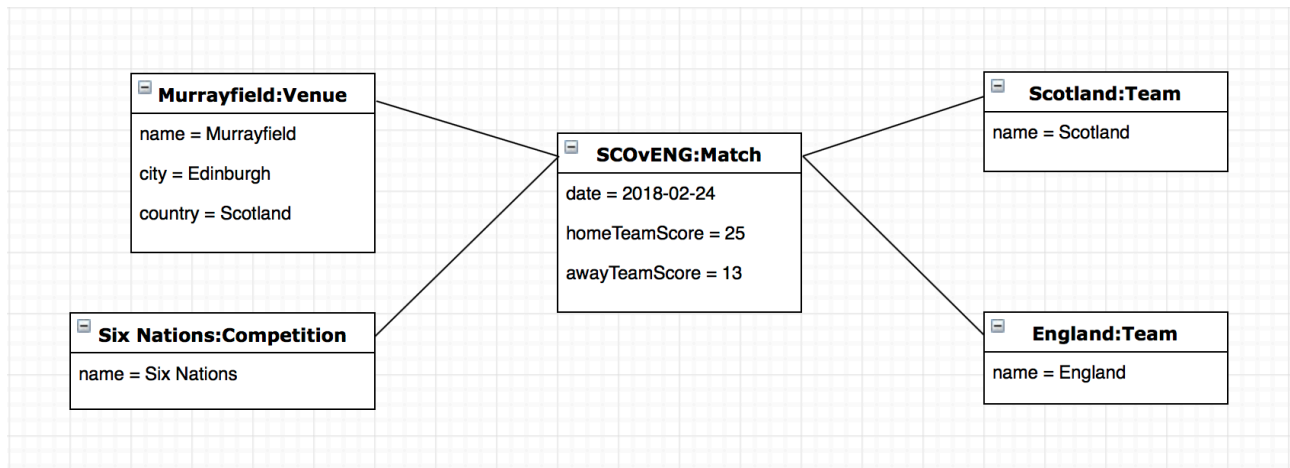 Murrayfield:Venue
name = Murrayfield
city = Edinburgh
country = Scotland
Six Nations:Competition
name = Six Nations
SCOvENG:Match
date = 2018-02-24
homeTeamScore = 25
awayTeamScore = 13
Scotland:Team
name = Scotland
England:Team
name = England